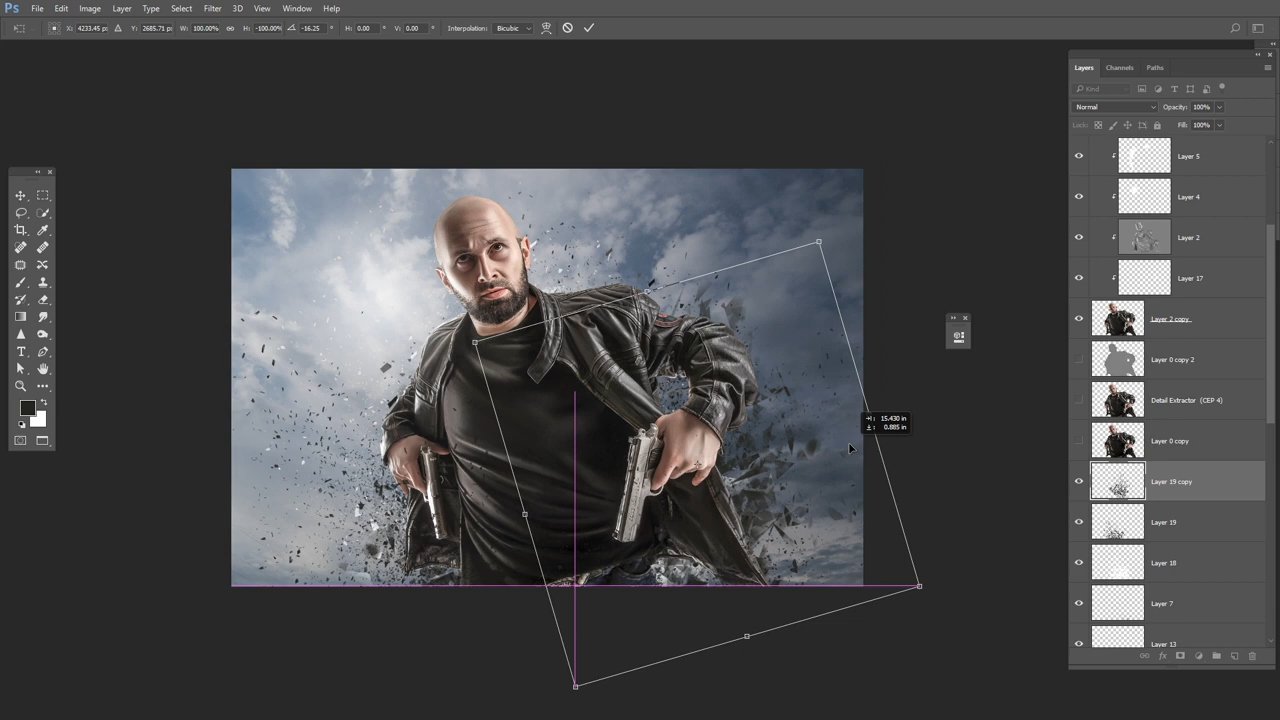 Ps File Edit Image Layer Type Select Filter 3D View Window Help
X: 4233.45 p Y: 2685.71 p W: 100.00% H: -100.00% -16.25 ° H: 0.00 ° V: 0.00 ° Interpolation: Bicubic
Layers Channels Paths
Kind
Normal Opacity: 100%
Lock: Fill: 100%
Layer 5
Layer 4
Layer 2
Layer 17
Layer 2 copy
Layer 0 copy 2
Detail Extractor (CEP 4)
Layer 0 copy
Layer 19 copy
Layer 19
Layer 18
Layer 7
Layer 13
fx
15.430 in
0.885 in